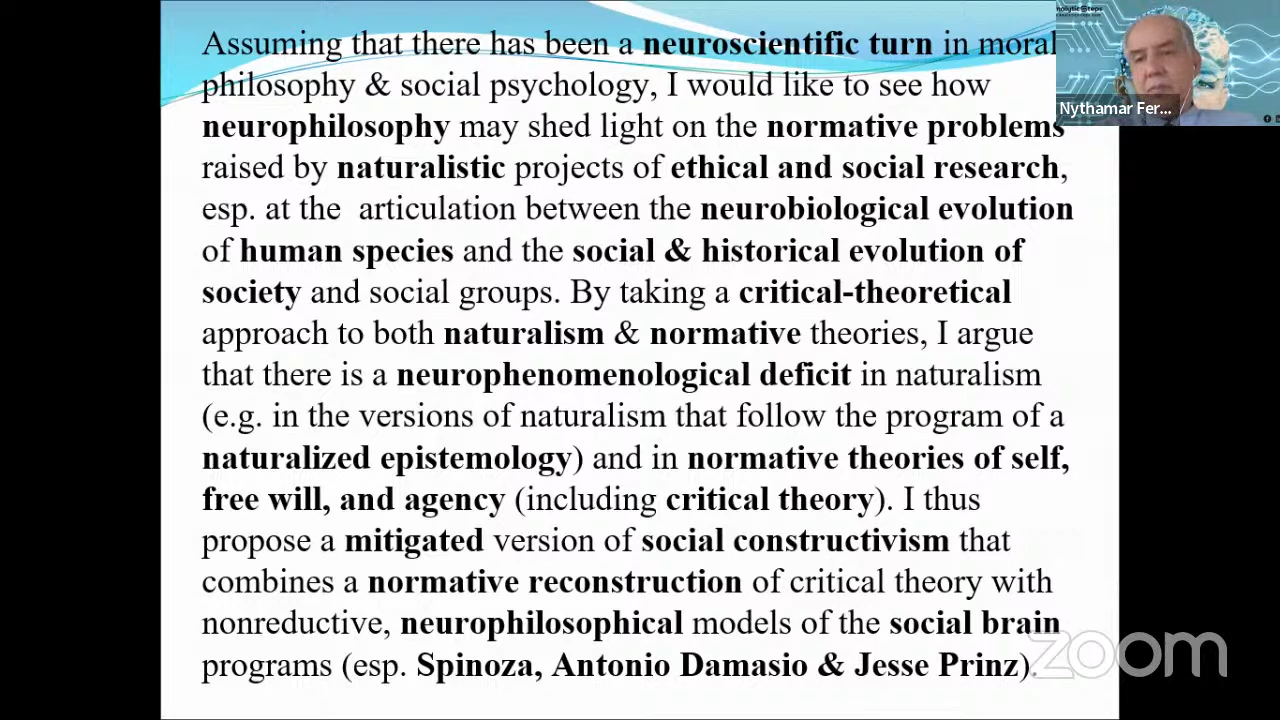 Assuming that there has been a neuroscientific turn in moral
philosophy & social psychology, I would like to see how
neurophilosophy may shed light on the normative problems
raised by naturalistic projects of ethical and social research,
esp. at the articulation between the neurobiological evolution
of human species and the social & historical evolution of
society and social groups. By taking a critical-theoretical
approach to both naturalism & normative theories, I argue
that there is a neurophenomenological deficit in naturalism
(e.g. in the versions of naturalism that follow the program of a
naturalized epistemology) and in normative theories of self,
free will, and agency (including critical theory). I thus
propose a mitigated version of social constructivism that
combines a normative reconstruction of critical theory with
nonreductive, neurophilosophical models of the social brain
programs (esp. Spinoza, Antonio Damasio & Jesse Prinz).
Nythamar Fer...
zoom